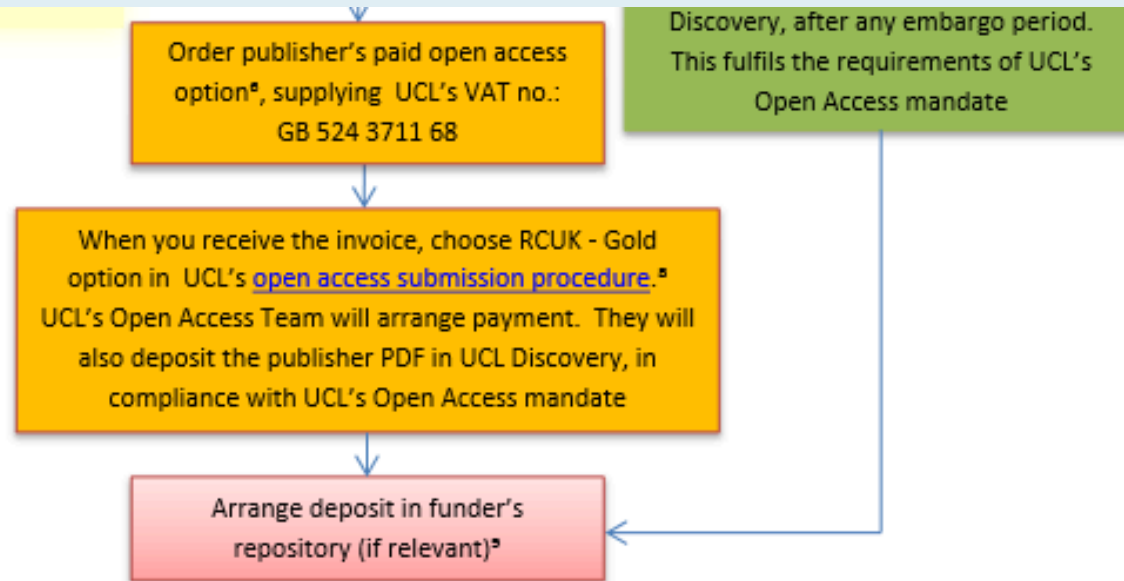 Order publisher's paid open access
option⁸, supplying UCL's VAT no.:
GB 524 3711 68
Discovery, after any embargo period.
This fulfils the requirements of UCL's
Open Access mandate
When you receive the invoice, choose RCUK - Gold
option in UCL's open access submission procedure.
UCL's Open Access Team will arrange payment. They will
also deposit the publisher PDF in UCL Discovery, in
compliance with UCL's Open Access mandate
Arrange deposit in funder's
repository (if relevant)